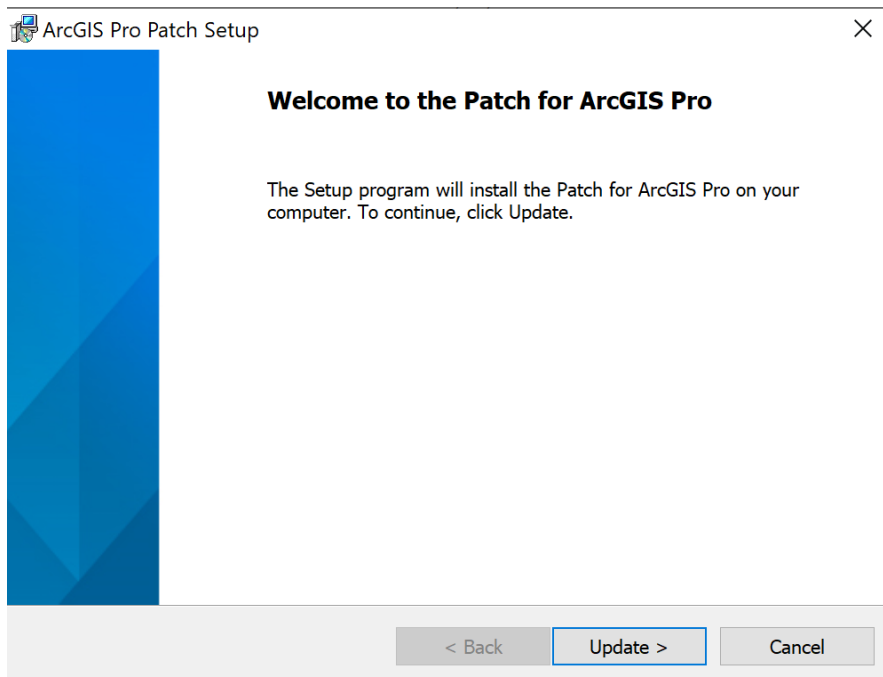 ArcGIS Pro Patch Setup
Welcome to the Patch for ArcGIS Pro
The Setup program will install the Patch for ArcGIS Pro on your
computer. To continue, click Update.
< Back
Update >
Cancel